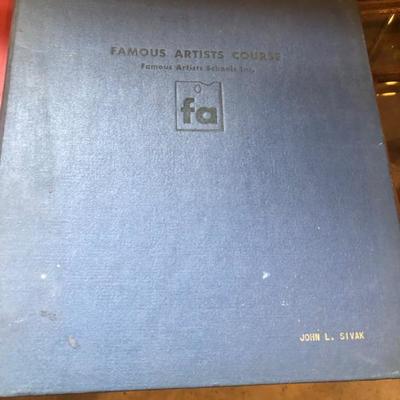 FAMOUS ARTISTS COURSE
Famous Artists Schools Inc.
fa
JOHN L. SIVAK